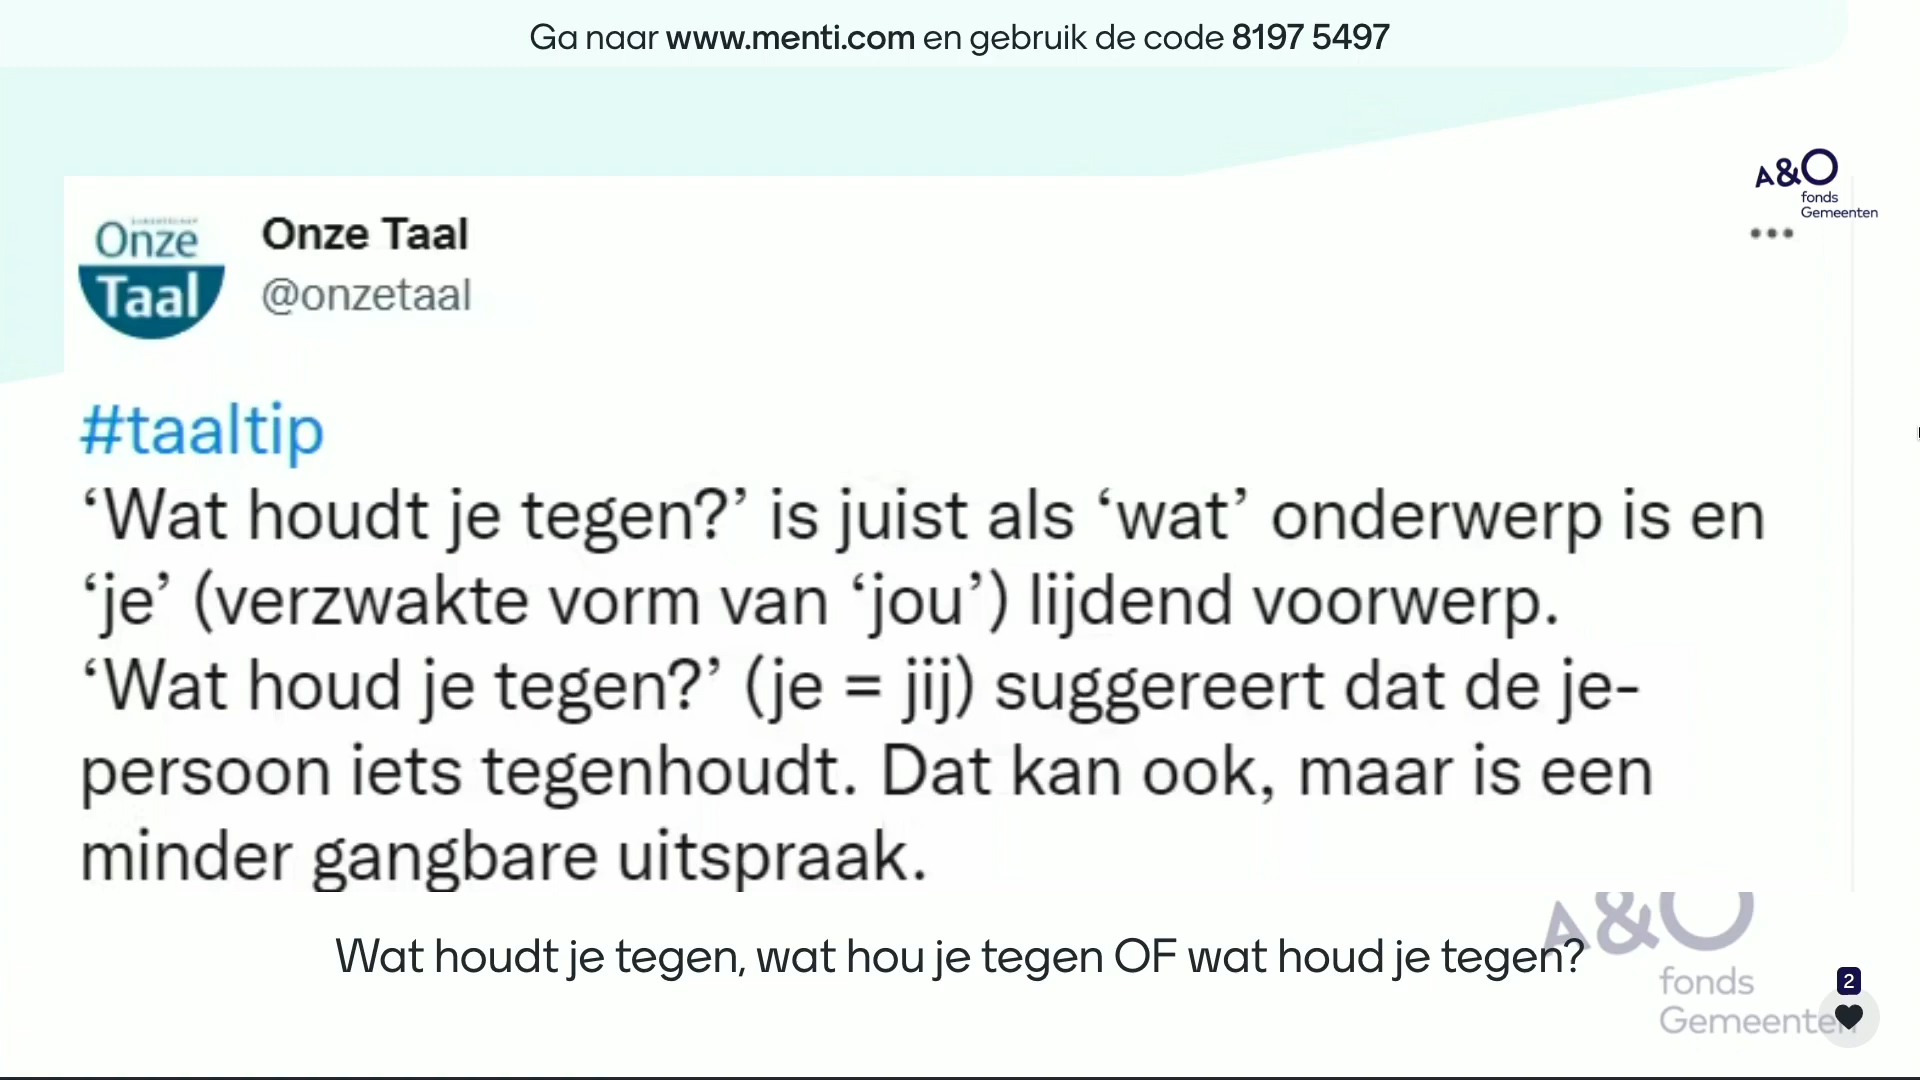 Ga naar www.menti.com en gebruik de code 8197 5497
A&O
fonds
Gemeenten
Onze
Taal
Onze Taal
@onzetaal
#taaltip
‘Wat houdt je tegen?’ is juist als ‘wat’ onderwerp is en
‘je’ (verzwakte vorm van ‘jou’) lijdend voorwerp.
‘Wat houd je tegen?’ (je = jij) suggereert dat de je-
persoon iets tegenhoudt. Dat kan ook, maar is een
minder gangbare uitspraak.
A&O
Wat houdt je tegen, wat hou je tegen OF wat houd je tegen?
fonds
Gemeenten
2